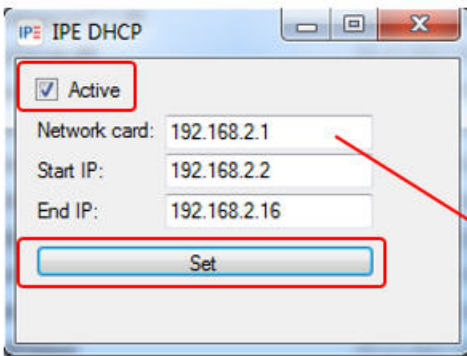 IPE IPE DHCP
Active
Network card: 192.168.2.1
Start IP: 192.168.2.2
End IP: 192.168.2.16
Set